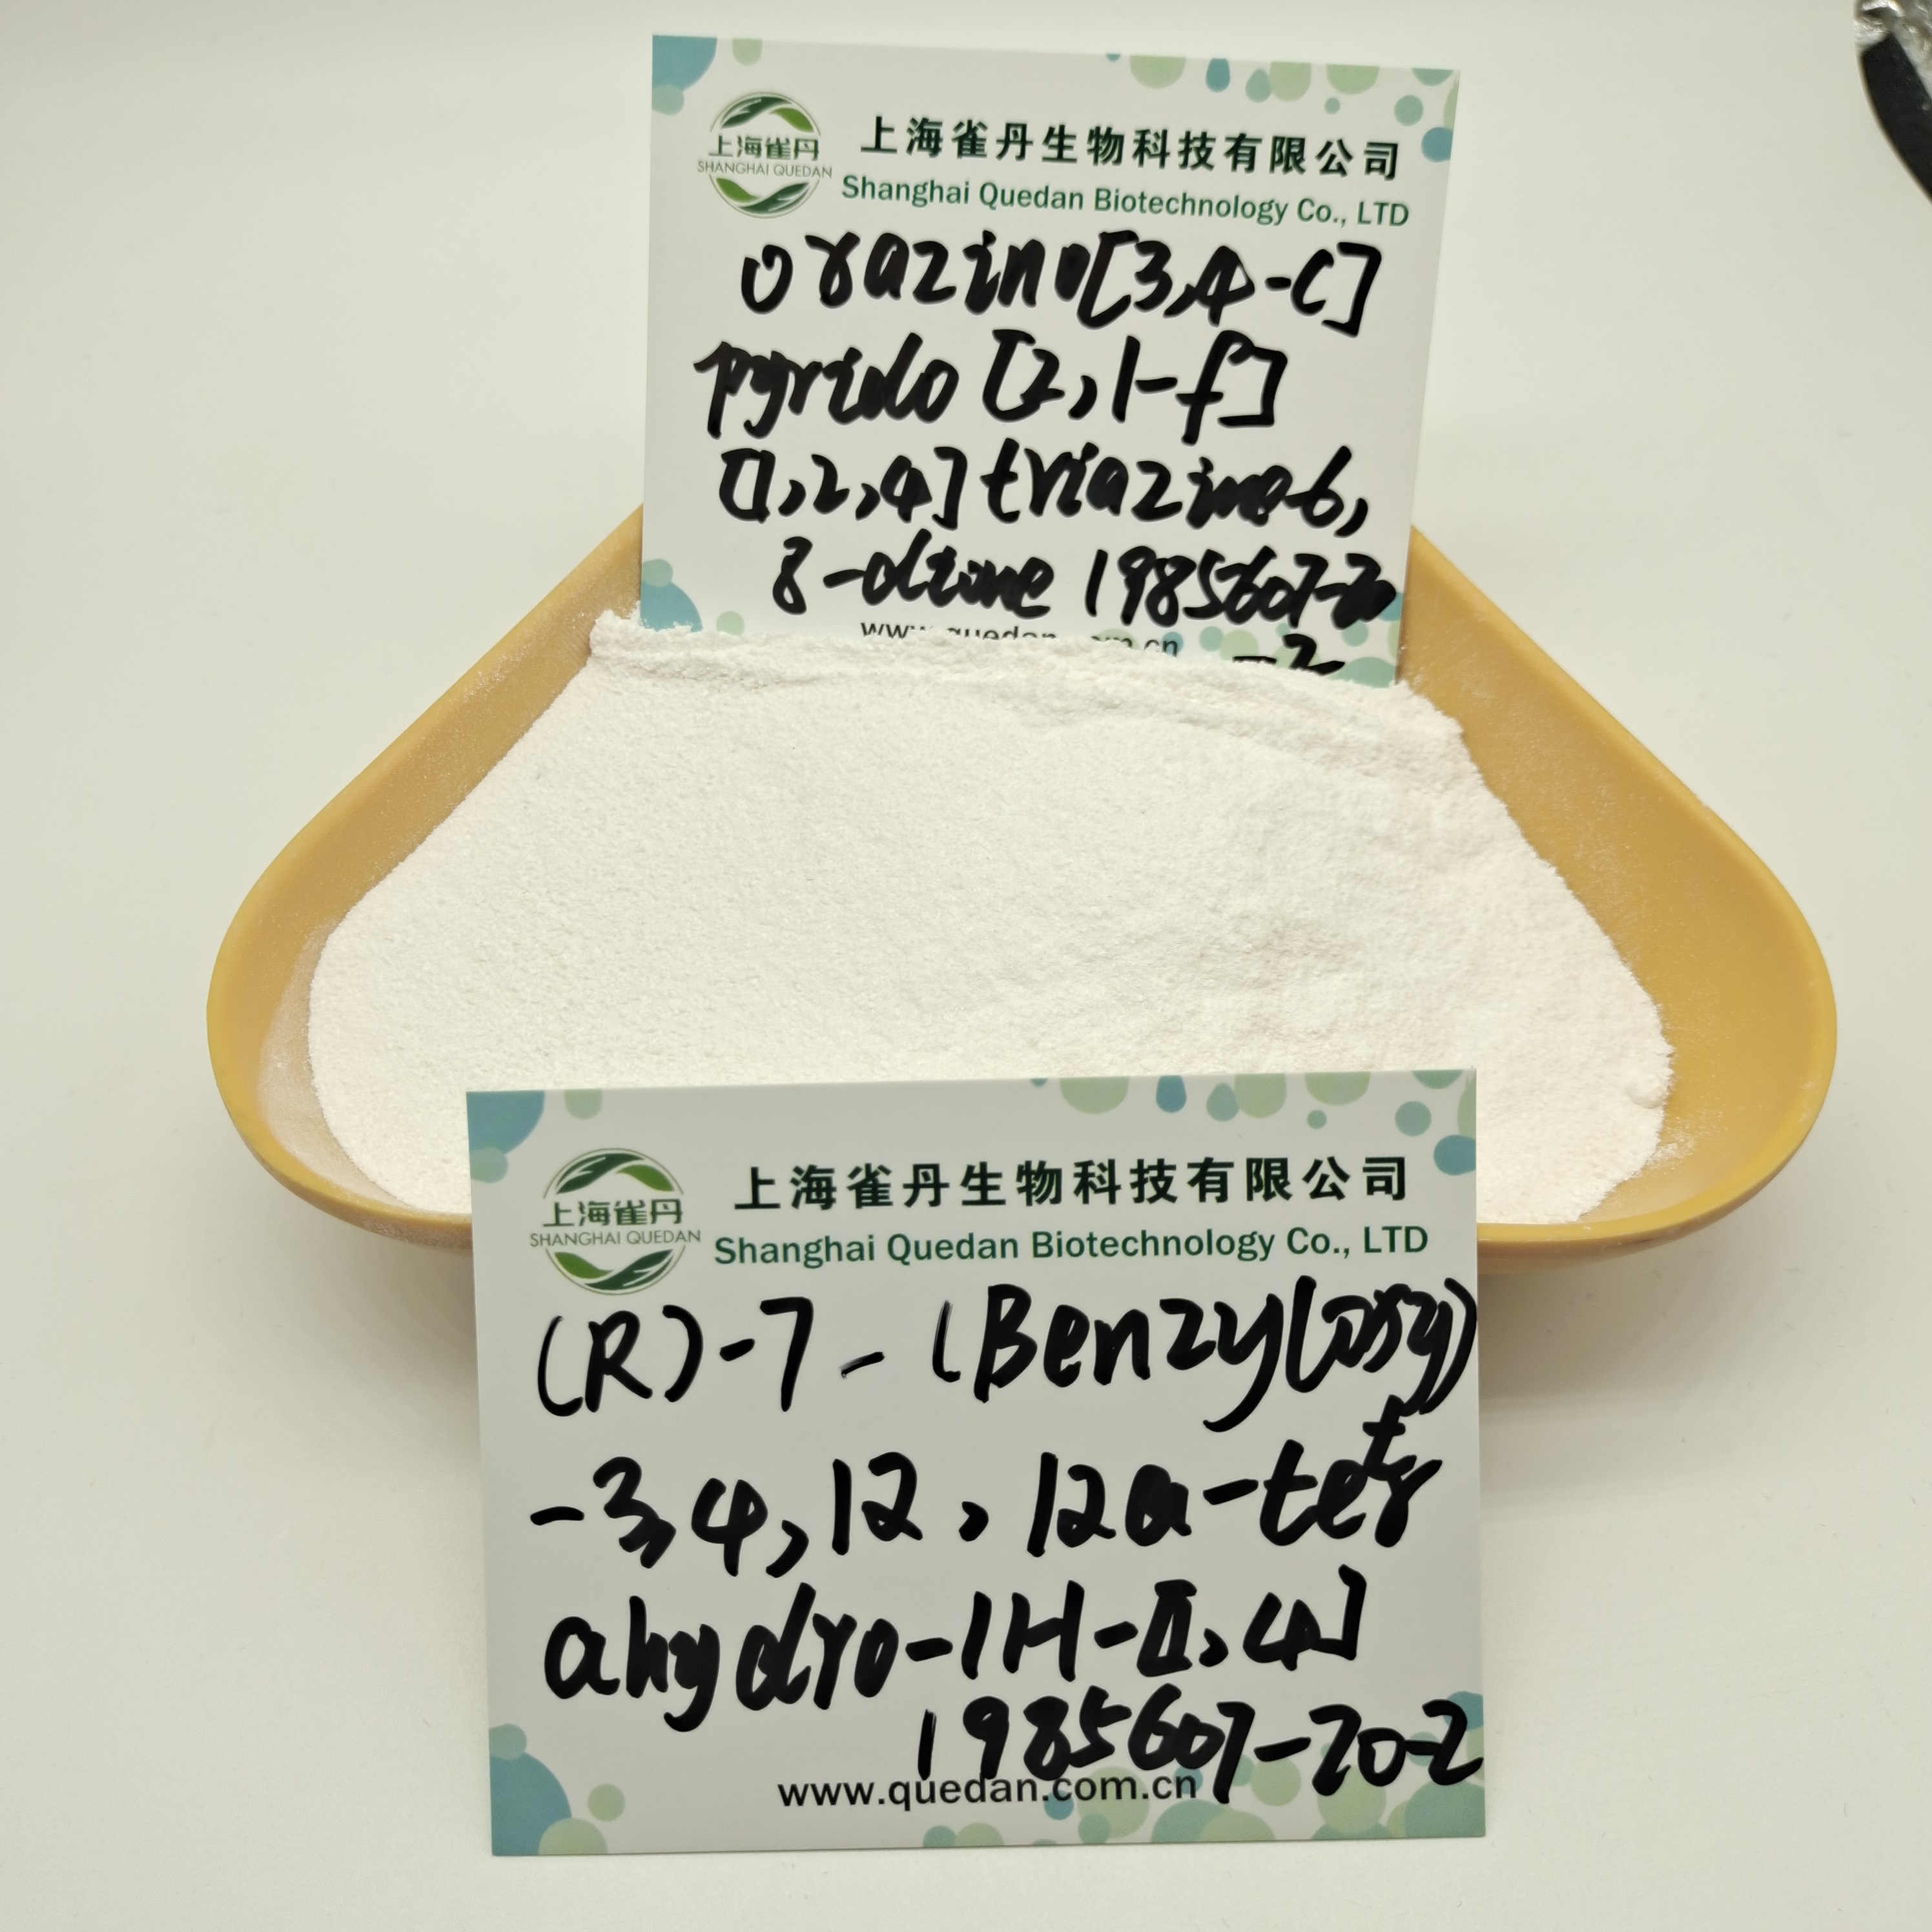 上海雀丹
SHANGHAI QUEDAN
上海雀丹生物科技有限公司
Shanghai Quedan Biotechnology Co., LTD
oxazino[3,4-c]
pyrido[2,1-f]
[1,2,4]triazine-6,
8-dione 1985607-20
-2
上海雀丹
SHANGHAI QUEDAN
上海雀丹生物科技有限公司
Shanghai Quedan Biotechnology Co., LTD
(R)-7-(Benzyloxy)
-3,4,12,12a-tetr
ahydro-1H-[1,4]
1985607-20-2
www.quedan.com.cn